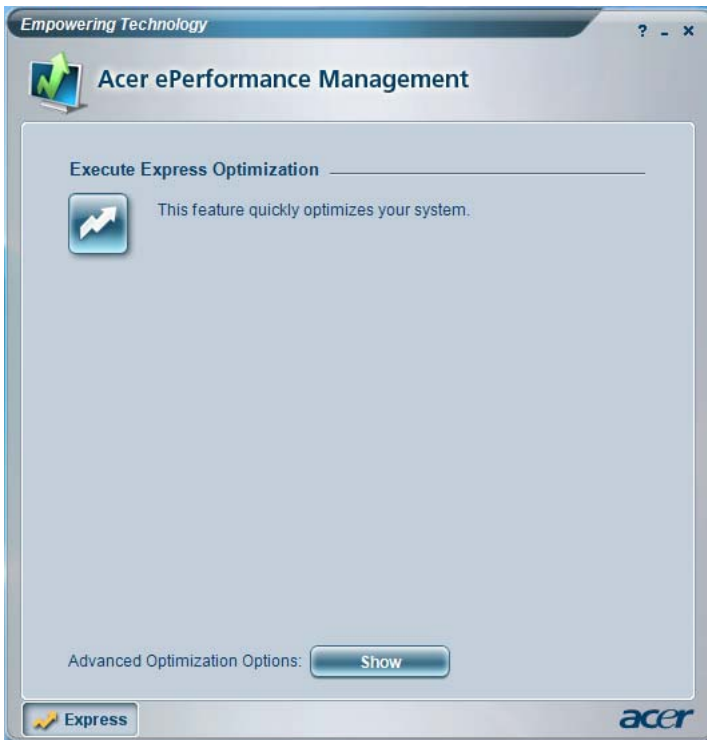 Empowering Technology
? - ×
Acer ePerformance Management
Execute Express Optimization
This feature quickly optimizes your system.
Advanced Optimization Options: Show
Express
acer